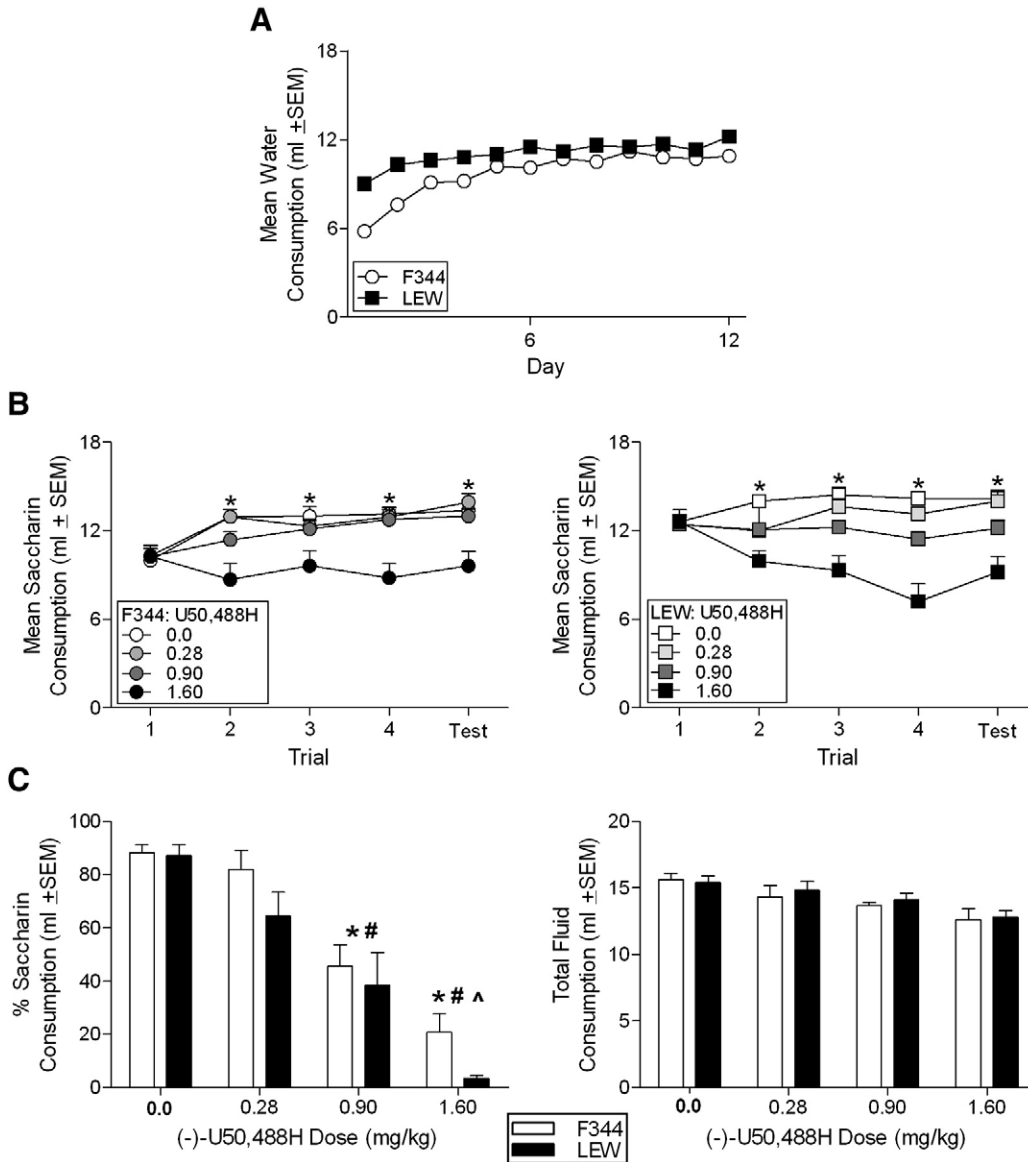 A
18
12
6
0
Mean Water
Consumption (ml +SEM)
F344
LEW
6
12
Day
B
18
12
6
0
Mean Saccharin
Consumption (ml ± SEM)
* * * *
F344: U50,488H
0.0
0.28
0.90
1.60
1 2 3 4 Test
Trial
18
12
6
0
Mean Saccharin
Consumption (ml ± SEM)
* * * *
LEW: U50,488H
0.0
0.28
0.90
1.60
1 2 3 4 Test
Trial
C
100
80
60
40
20
0
% Saccharin
Consumption (ml ±SEM)
* #
* # ^
0.0 0.28 0.90 1.60
(-)-U50,488H Dose (mg/kg)
20
15
10
5
0
Total Fluid
Consumption (ml ±SEM)
0.0 0.28 0.90 1.60
(-)-U50,488H Dose (mg/kg)
F344
LEW